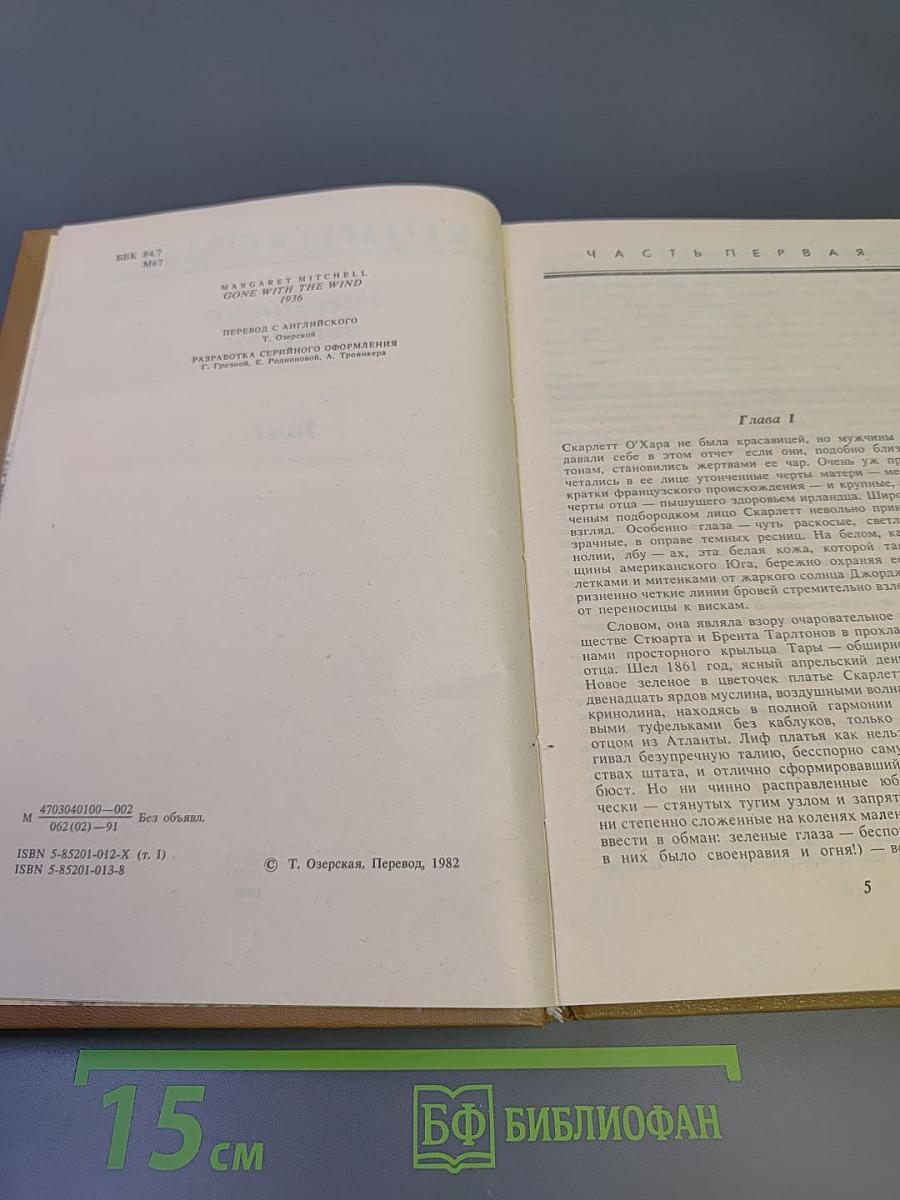 ББК 84.7
М67
MARGARET MITCHELL
GONE WITH THE WIND
1936
ПЕРЕВОД С АНГЛИЙСКОГО
Т. Озерской
РАЗРАБОТКА СЕРИЙНОГО ОФОРМЛЕНИЯ
Г. Грозной, Е. Родионовой, А. Троянкера
М 4703040100—002
062(02)—91 Без объявл.
ISBN 5-85201-012-X (т. I)
ISBN 5-85201-013-8
© Т. Озерская. Перевод, 1982
ЧАСТЬ ПЕРВАЯ
Глава I
Скарлетт О'Хара не была красавицей, но мужчины
давали себе в этом отчет если они, подобно близ
тонам, становились жертвами ее чар. Очень уж пр
четались в ее лице утонченные черты матери — ме
кратки французского происхождения — и крупные,
черты отца — пышущего здоровьем ирландца. Широ
ченым подбородком лицо Скарлетт невольно прик
взгляд. Особенно глаза — чуть раскосые, светл
зрачные, в оправе темных ресниц. На белом, ка
нолии, лбу — ах, эта белая кожа, которой та
щины американского Юга, бережно охраняя е
летками и митенками от жаркого солнца Джордж
ризненно четкие линии бровей стремительно взле
от переносицы к вискам.
Словом, она являла взору очаровательное
ществе Стюарта и Брента Тарлтонов в прохла
нами просторного крыльца Тары — обширн
отца. Шел 1861 год, ясный апрельский ден
Новое зеленое в цветочек платье Скарлет
двенадцать ярдов муслина, воздушными волна
кринолина, находясь в полной гармонии
выми туфельками без каблуков, только
отцом из Атланты. Лиф платья как нельз
гивал безупречную талию, бесспорно саму
ствах штата, и отлично сформировавший
бюст. Но ни чинно расправленные юб
чески — стянутых тугим узлом и запрят
ни степенно сложенные на коленях мален
ввести в обман: зеленые глаза — беспо
в них было своенравия и огня!) — во
5
15 см
БФ БИБЛИОФАН